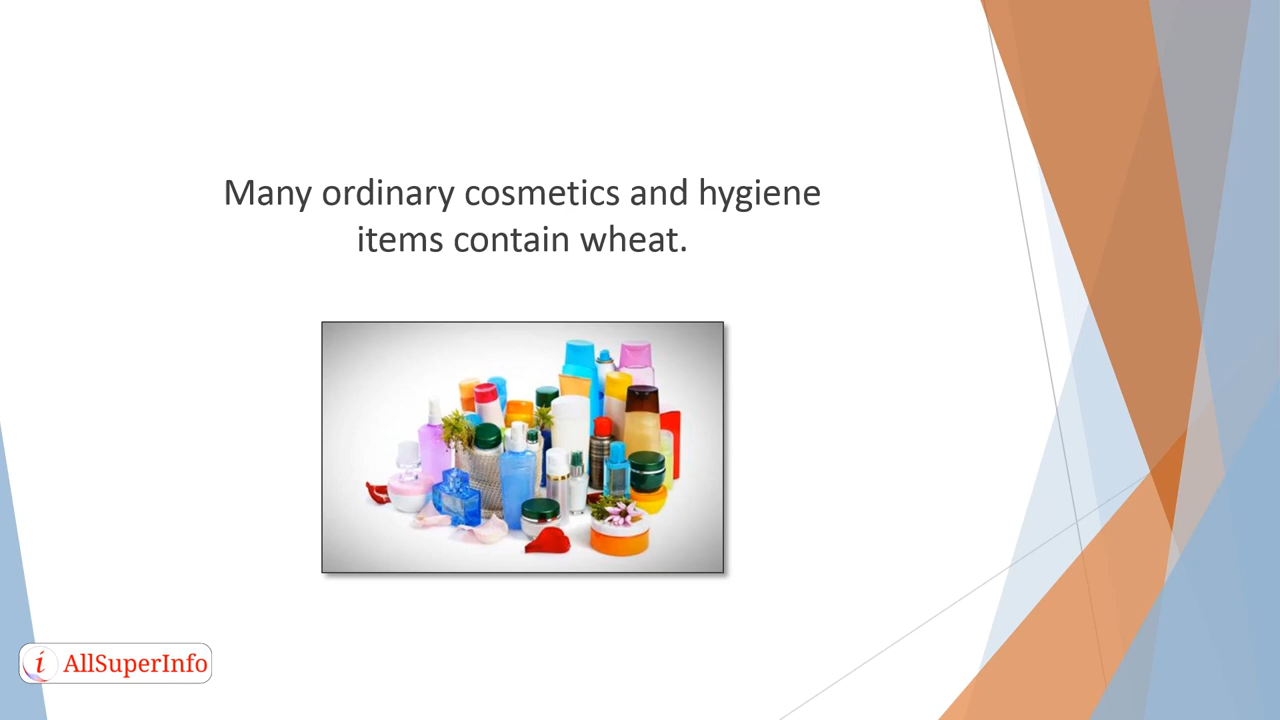 Many ordinary cosmetics and hygiene
items contain wheat.
i AllSuperInfo